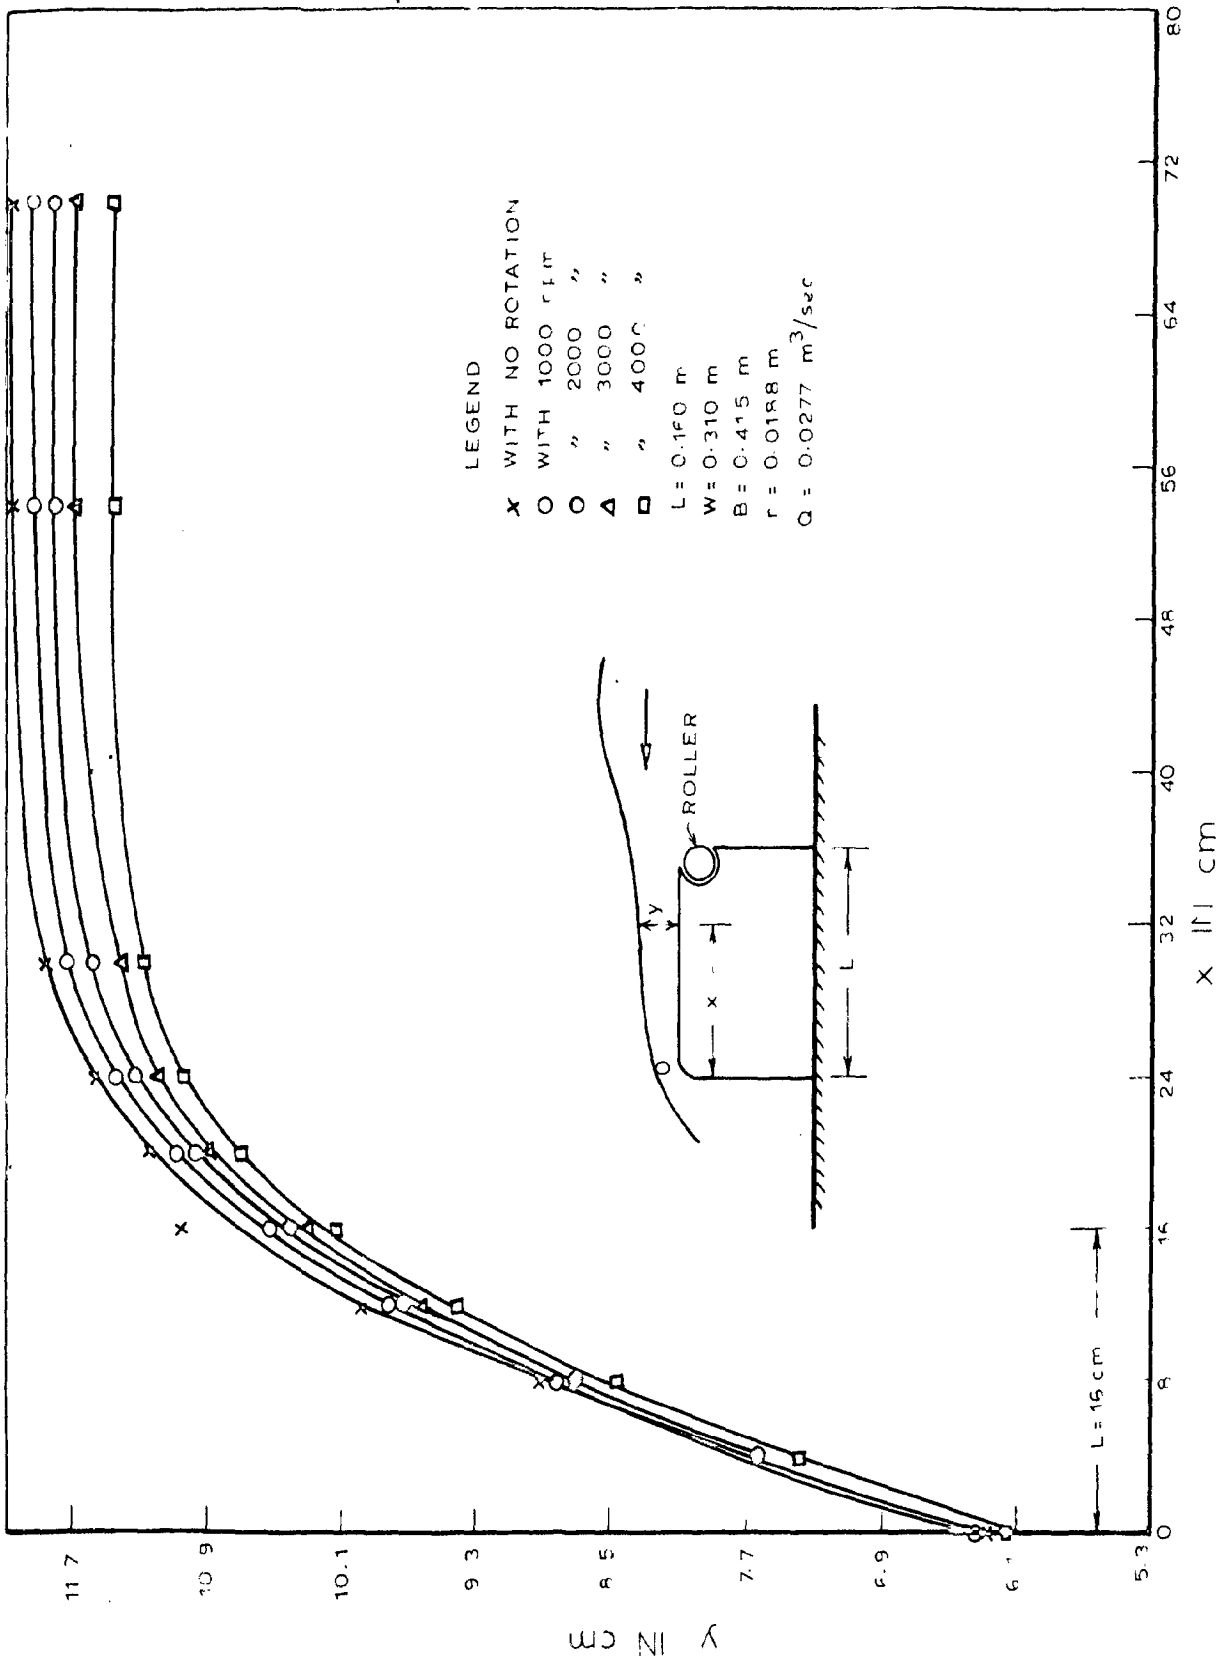 y IN cm
11.7
10.9
10.1
9.3
8.5
7.7
6.9
6.1
5.3
0
8
16
24
32
40
48
56
64
72
80
x IN cm
LEGEND
x WITH NO ROTATION
O WITH 1000 rpm
O " 2000 "
Δ " 3000 "
□ " 4000 "
L = 0.160 m
W = 0.310 m
B = 0.415 m
r = 0.0188 m
Q = 0.0277 m³/sec
ROLLER
y
x
L
O
L = 16 cm